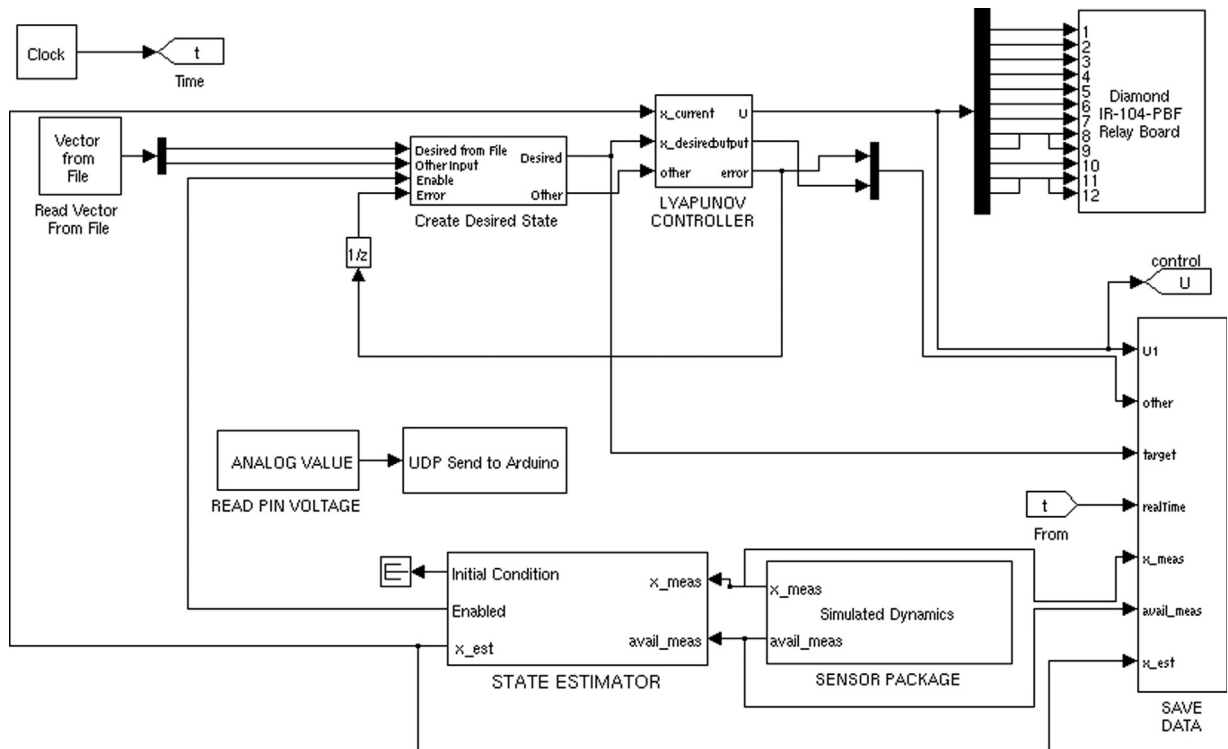 Clock
t
Time
Vector
from
File
Read Vector
From File
Desired from File
Other Input
Enable
Error
Desired
Other
Create Desired State
1/z
x_current
x_desired
other
U
output
error
LYAPUNOV
CONTROLLER
1
2
3
4
5
6
7
8
9
10
11
12
Diamond
IR-104-PBF
Relay Board
control
U
U1
other
target
realTime
x_meas
avail_meas
x_est
SAVE
DATA
t
From
ANALOG VALUE
READ PIN VOLTAGE
UDP Send to Arduino
Initial Condition
Enabled
x_est
x_meas
avail_meas
STATE ESTIMATOR
x_meas
Simulated Dynamics
avail_meas
SENSOR PACKAGE